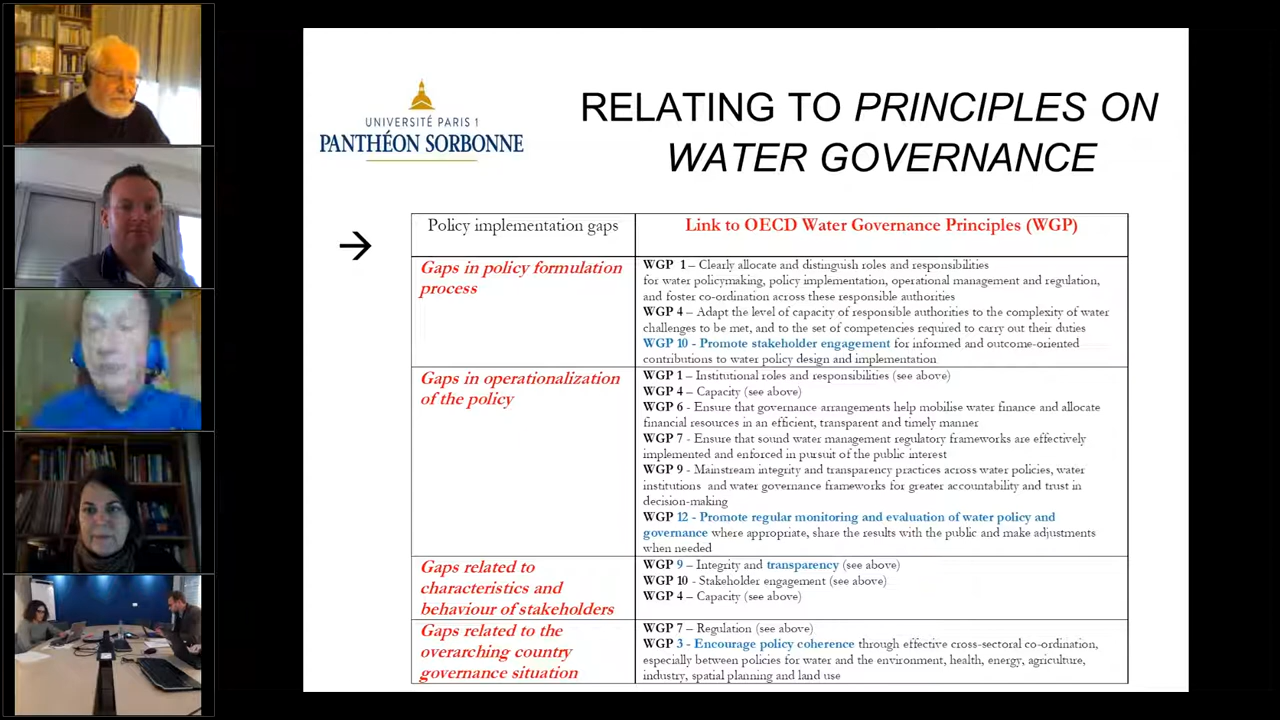 UNIVERSITÉ PARIS 1
PANTHÉON SORBONNE
RELATING TO PRINCIPLES ON
WATER GOVERNANCE
→
Policy implementation gaps
Link to OECD Water Governance Principles (WGP)
Gaps in policy formulation
process
WGP 1 – Clearly allocate and distinguish roles and responsibilities
for water policymaking, policy implementation, operational management and regulation,
and foster co-ordination across these responsible authorities
WGP 4 – Adapt the level of capacity of responsible authorities to the complexity of water
challenges to be met, and to the set of competencies required to carry out their duties
WGP 10 - Promote stakeholder engagement for informed and outcome-oriented
contributions to water policy design and implementation
Gaps in operationalization
of the policy
WGP 1 – Institutional roles and responsibilities (see above)
WGP 4 – Capacity (see above)
WGP 6 - Ensure that governance arrangements help mobilise water finance and allocate
financial resources in an efficient, transparent and timely manner
WGP 7 - Ensure that sound water management regulatory frameworks are effectively
implemented and enforced in pursuit of the public interest
WGP 9 - Mainstream integrity and transparency practices across water policies, water
institutions and water governance frameworks for greater accountability and trust in
decision-making
WGP 12 - Promote regular monitoring and evaluation of water policy and
governance where appropriate, share the results with the public and make adjustments
when needed
Gaps related to
characteristics and
behaviour of stakeholders
WGP 9 – Integrity and transparency (see above)
WGP 10 - Stakeholder engagement (see above)
WGP 4 – Capacity (see above)
Gaps related to the
overarching country
governance situation
WGP 7 – Regulation (see above)
WGP 3 - Encourage policy coherence through effective cross-sectoral co-ordination,
especially between policies for water and the environment, health, energy, agriculture,
industry, spatial planning and land use